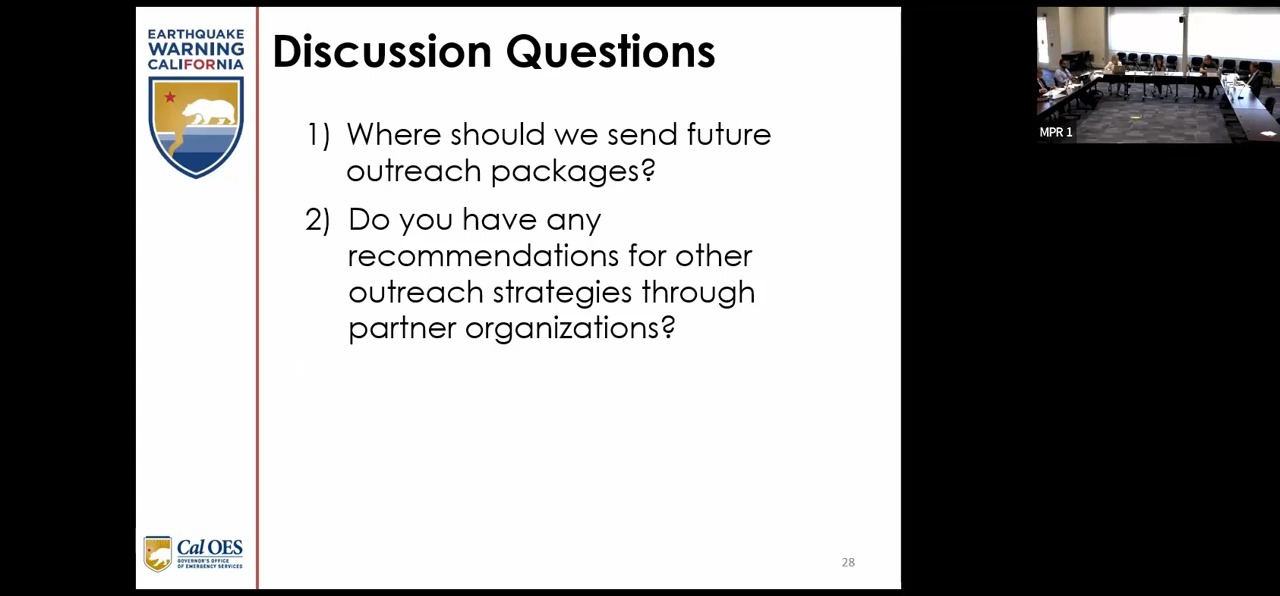 EARTHQUAKE
WARNING
CALIFORNIA
Discussion Questions
1) Where should we send future
outreach packages?
2) Do you have any
recommendations for other
outreach strategies through
partner organizations?
Cal OES
GOVERNOR'S OFFICE
OF EMERGENCY SERVICES
28
MPR 1